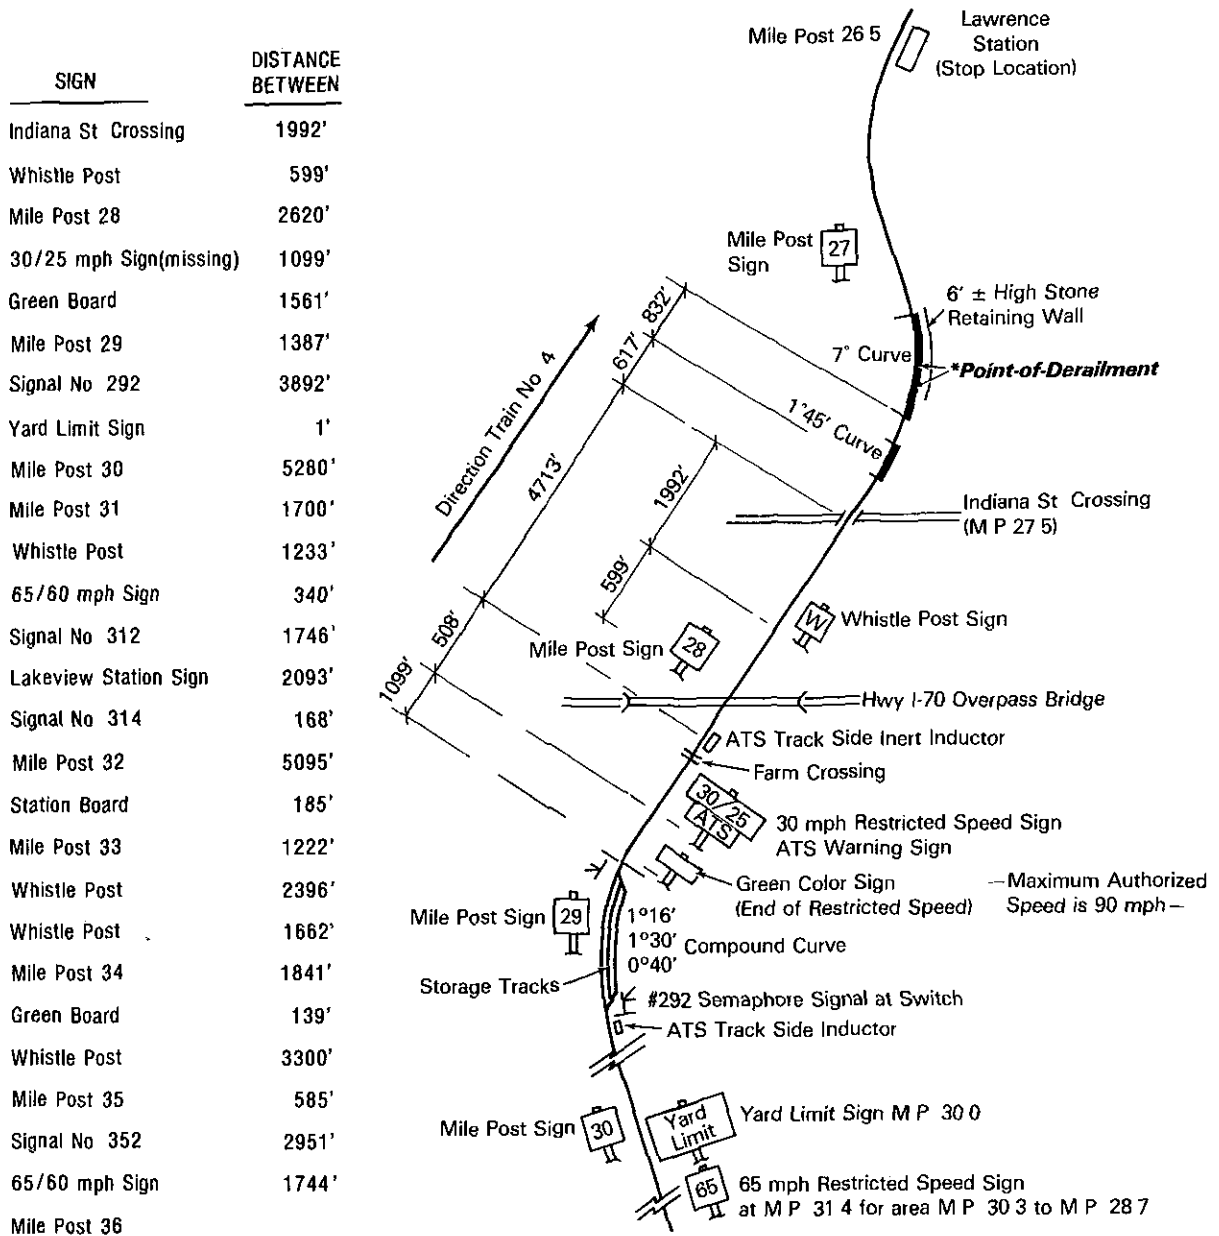 SIGN
DISTANCE
BETWEEN
Indiana St Crossing 1992'
Whistle Post 599'
Mile Post 28 2620'
30/25 mph Sign(missing) 1099'
Green Board 1561'
Mile Post 29 1387'
Signal No 292 3892'
Yard Limit Sign 1'
Mile Post 30 5280'
Mile Post 31 1700'
Whistle Post 1233'
65/60 mph Sign 340'
Signal No 312 1746'
Lakeview Station Sign 2093'
Signal No 314 168'
Mile Post 32 5095'
Station Board 185'
Mile Post 33 1222'
Whistle Post 2396'
Whistle Post 1662'
Mile Post 34 1841'
Green Board 139'
Whistle Post 3300'
Mile Post 35 585'
Signal No 352 2951'
65/60 mph Sign 1744'
Mile Post 36
Mile Post 26 5
Lawrence
Station
(Stop Location)
Mile Post
Sign
27
6' ± High Stone
Retaining Wall
7° Curve
*Point-of-Derailment
1°45' Curve
832'
617'
4713'
508'
1099'
1992'
599'
Direction Train No 4
Indiana St Crossing
(M P 27 5)
W
Whistle Post Sign
Mile Post Sign
28
Hwy I-70 Overpass Bridge
ATS Track Side Inert Inductor
Farm Crossing
30/25
ATS
30 mph Restricted Speed Sign
ATS Warning Sign
Green Color Sign
(End of Restricted Speed)
—Maximum Authorized
Speed is 90 mph—
Mile Post Sign
29
1°16'
1°30'
0°40'
Compound Curve
Storage Tracks
#292 Semaphore Signal at Switch
ATS Track Side Inductor
Mile Post Sign
30
Yard
Limit
Yard Limit Sign M P 30 0
65
65 mph Restricted Speed Sign
at M P 31 4 for area M P 30 3 to M P 28 7